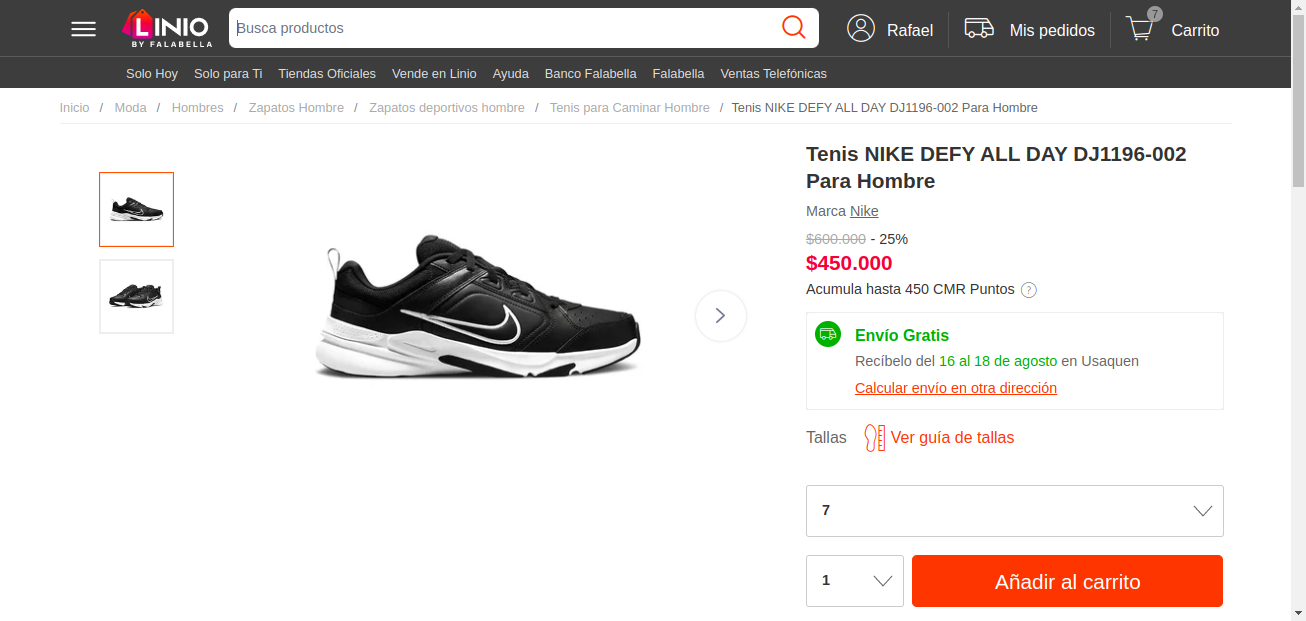 LINIO
BY FALABELLA
Busca productos
Rafael
Mis pedidos
7
Carrito
Solo Hoy
Solo para Ti
Tiendas Oficiales
Vende en Linio
Ayuda
Banco Falabella
Falabella
Ventas Telefónicas
Inicio / Moda / Hombres / Zapatos Hombre / Zapatos deportivos hombre / Tenis para Caminar Hombre / Tenis NIKE DEFY ALL DAY DJ1196-002 Para Hombre
Tenis NIKE DEFY ALL DAY DJ1196-002
Para Hombre
Marca Nike
$600.000 - 25%
$450.000
Acumula hasta 450 CMR Puntos ?
Envío Gratis
Recíbelo del 16 al 18 de agosto en Usaquen
Calcular envío en otra dirección
Tallas
Ver guía de tallas
7
1
Añadir al carrito